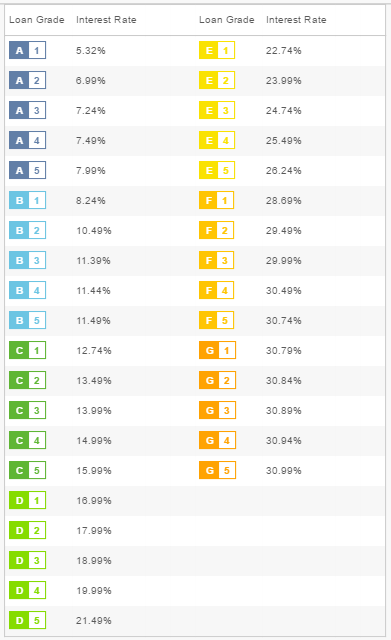 Loan Grade Interest Rate Loan Grade Interest Rate
A 1 5.32% E 1 22.74%
A 2 6.99% E 2 23.99%
A 3 7.24% E 3 24.74%
A 4 7.49% E 4 25.49%
A 5 7.99% E 5 26.24%
B 1 8.24% F 1 28.69%
B 2 10.49% F 2 29.49%
B 3 11.39% F 3 29.99%
B 4 11.44% F 4 30.49%
B 5 11.49% F 5 30.74%
C 1 12.74% G 1 30.79%
C 2 13.49% G 2 30.84%
C 3 13.99% G 3 30.89%
C 4 14.99% G 4 30.94%
C 5 15.99% G 5 30.99%
D 1 16.99%
D 2 17.99%
D 3 18.99%
D 4 19.99%
D 5 21.49%